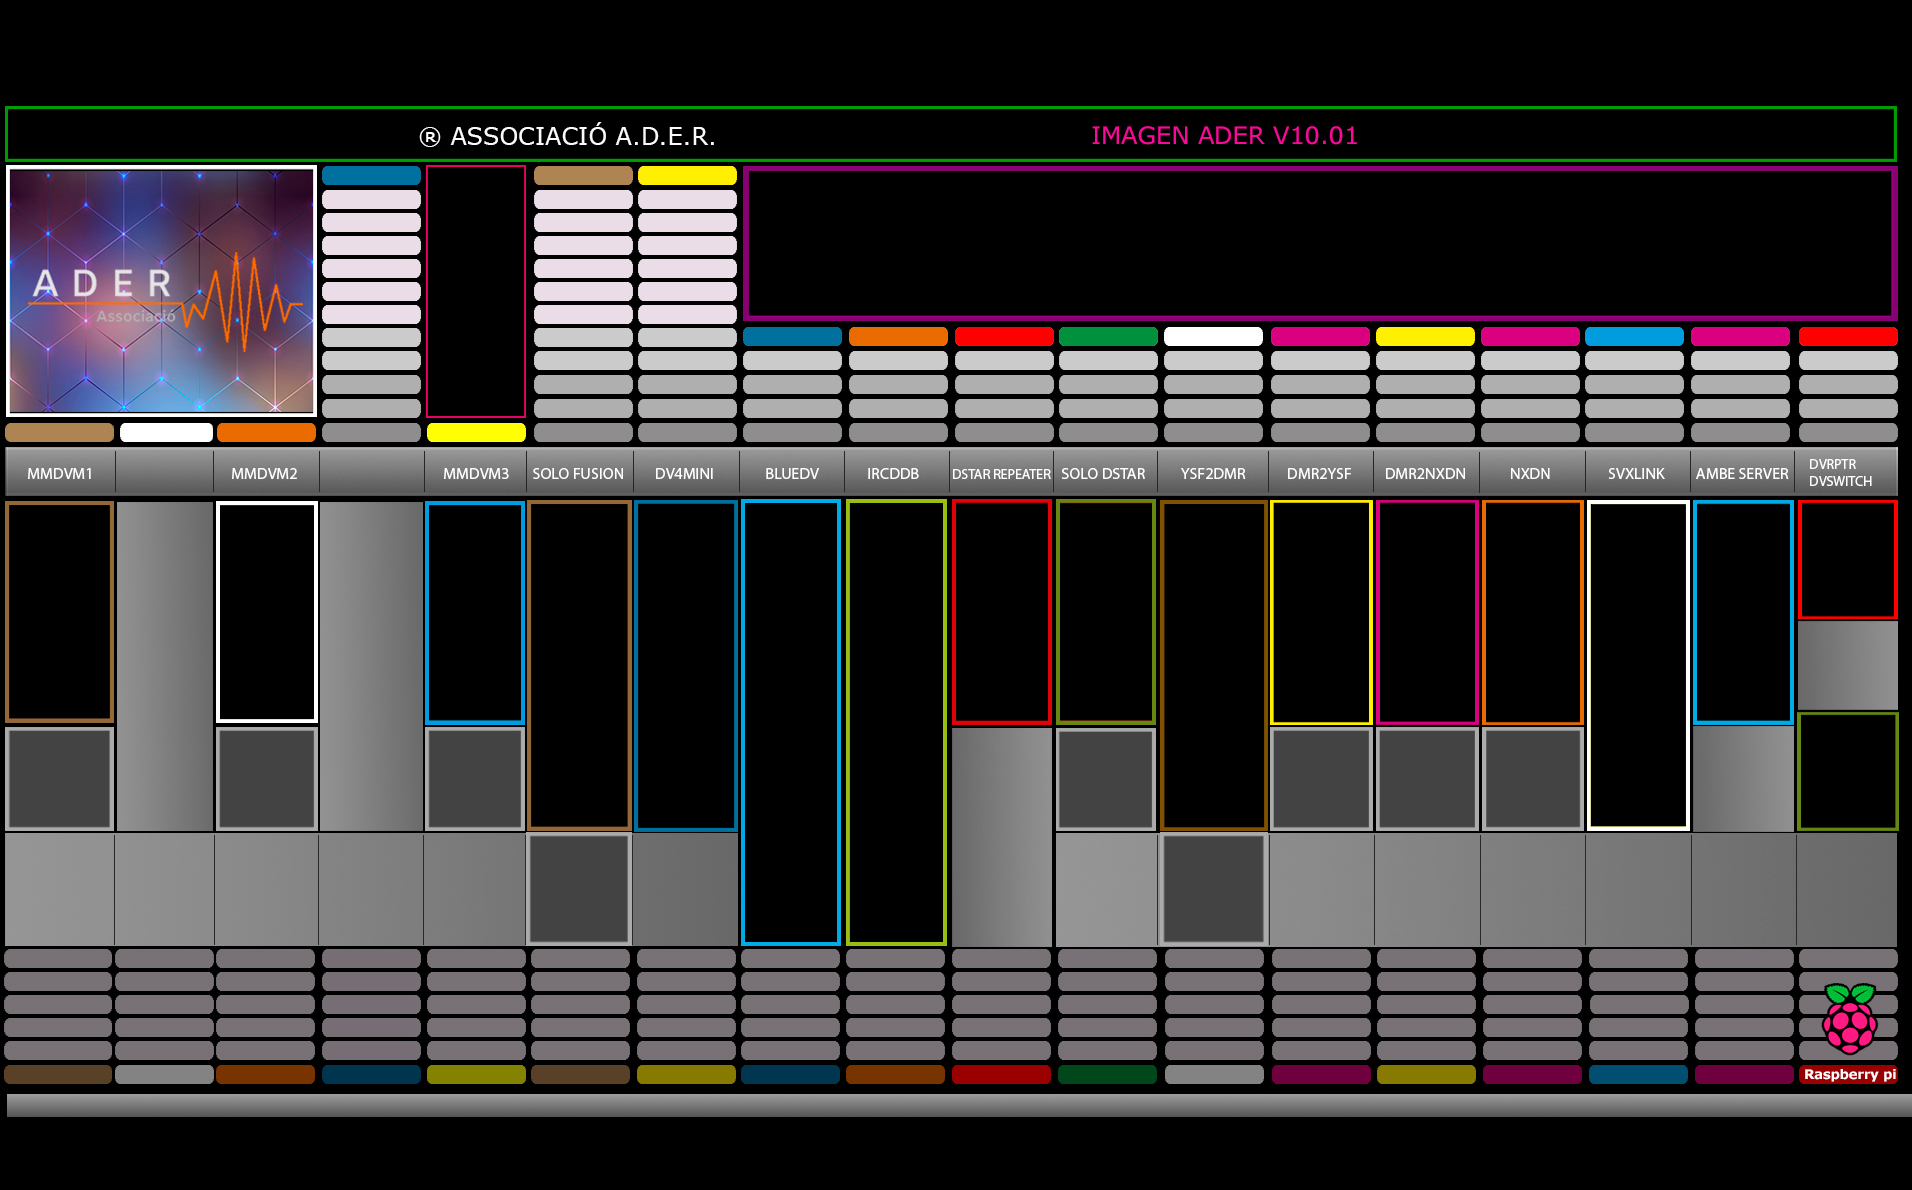 ® ASSOCIACIÓ A.D.E.R.
IMAGEN ADER V10.01
ADER
Associació
MMDVM1
MMDVM2
MMDVM3
SOLO FUSION
DV4MINI
BLUEDV
IRCDDB
DSTAR REPEATER
SOLO DSTAR
YSF2DMR
DMR2YSF
DMR2NXDN
NXDN
SVXLINK
AMBE SERVER
DVRPTR
DVSWITCH
Raspberry pi